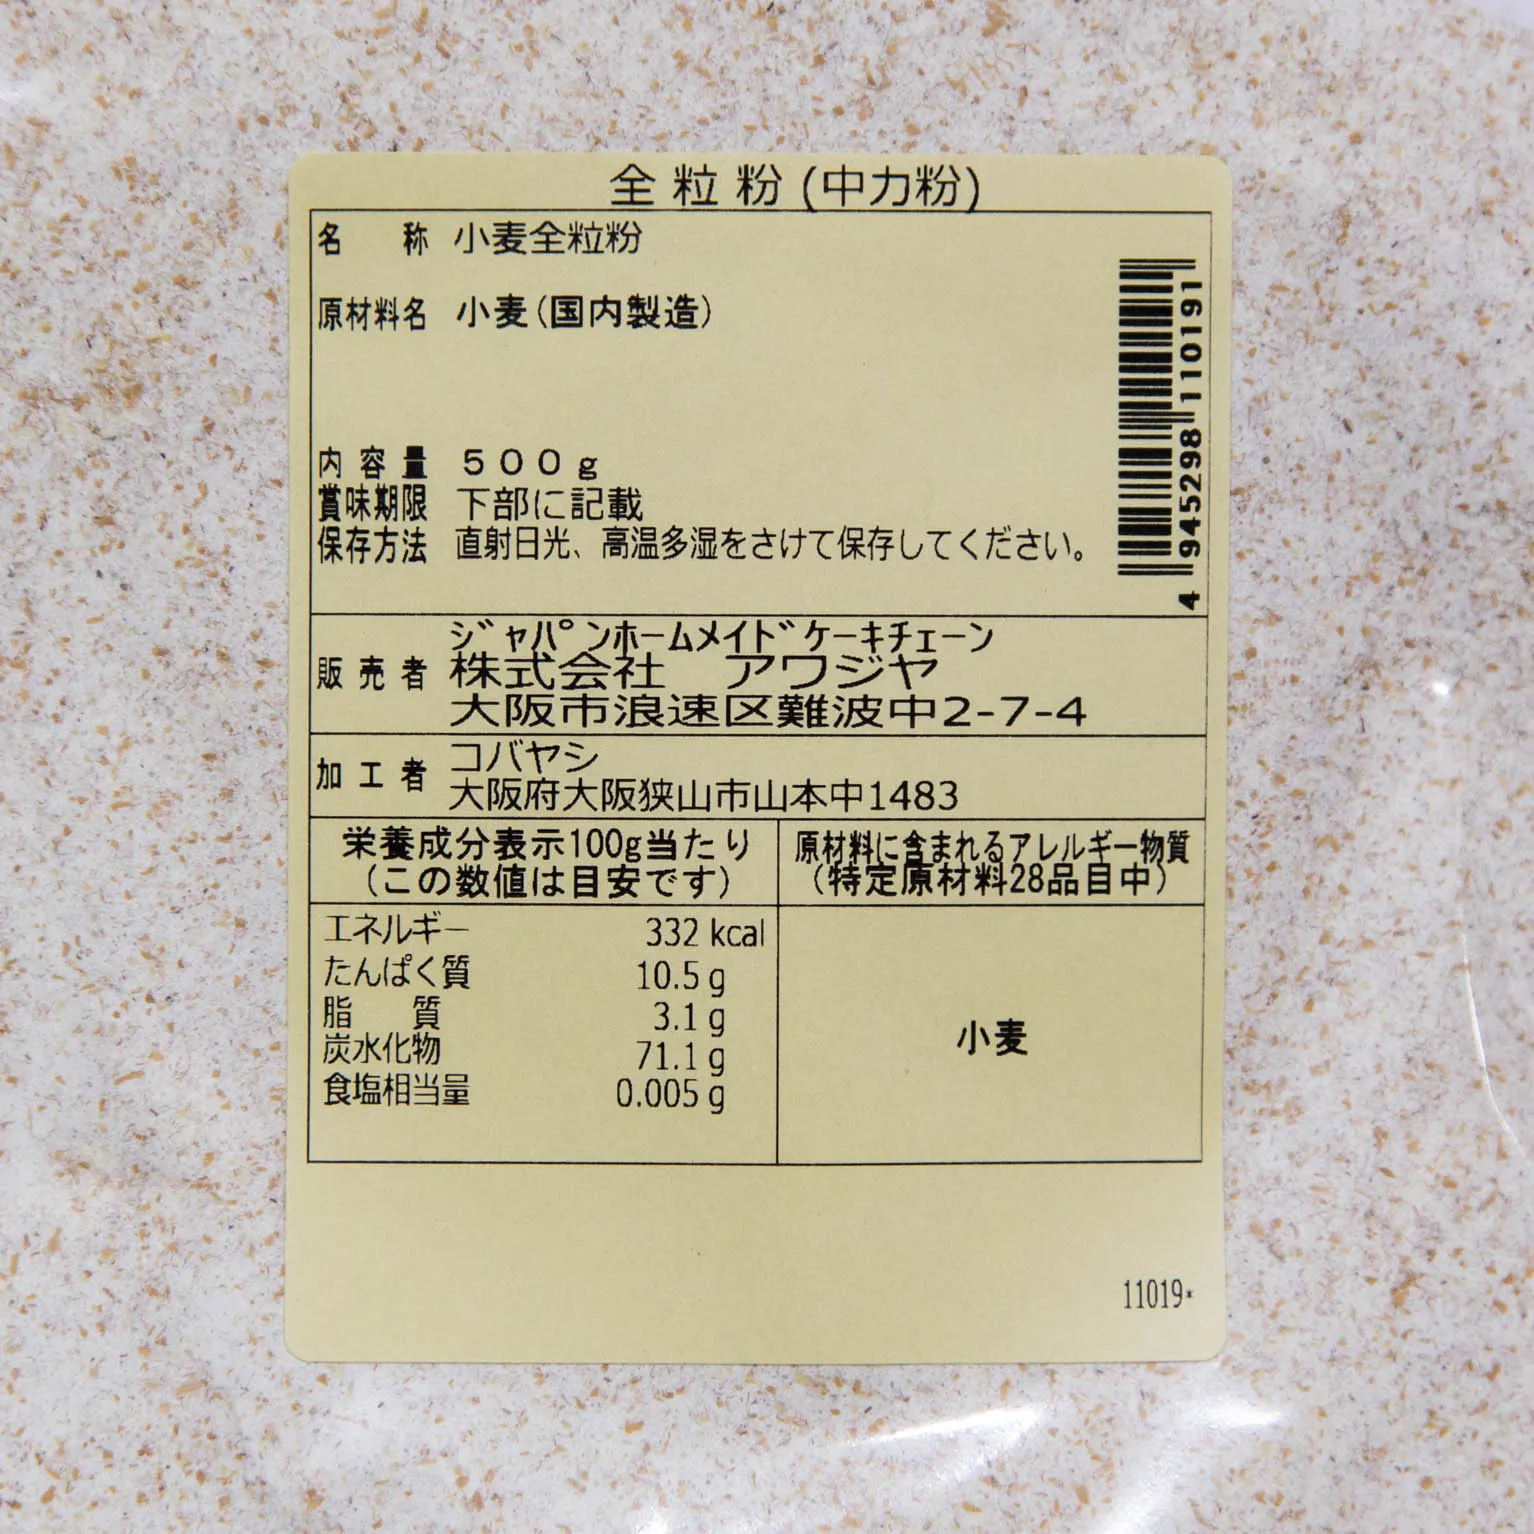 全粒粉(中力粉)
名 称 小麦全粒粉
原材料名 小麦(国内製造)
内容量 500g
賞味期限 下部に記載
保存方法 直射日光、高温多湿をさけて保存してください。
4 945298 110191
販売者 ジャパンホームメイドケーキチェーン
株式会社 アワジヤ
大阪市浪速区難波中2-7-4
加工者 コバヤシ
大阪府大阪狭山市山本中1483
栄養成分表示100g当たり
(この数値は目安です)
エネルギー 332 kcal
たんぱく質 10.5 g
脂 質 3.1 g
炭水化物 71.1 g
食塩相当量 0.005 g
原材料に含まれるアレルギー物質
(特定原材料28品目中)
小麦
11019*